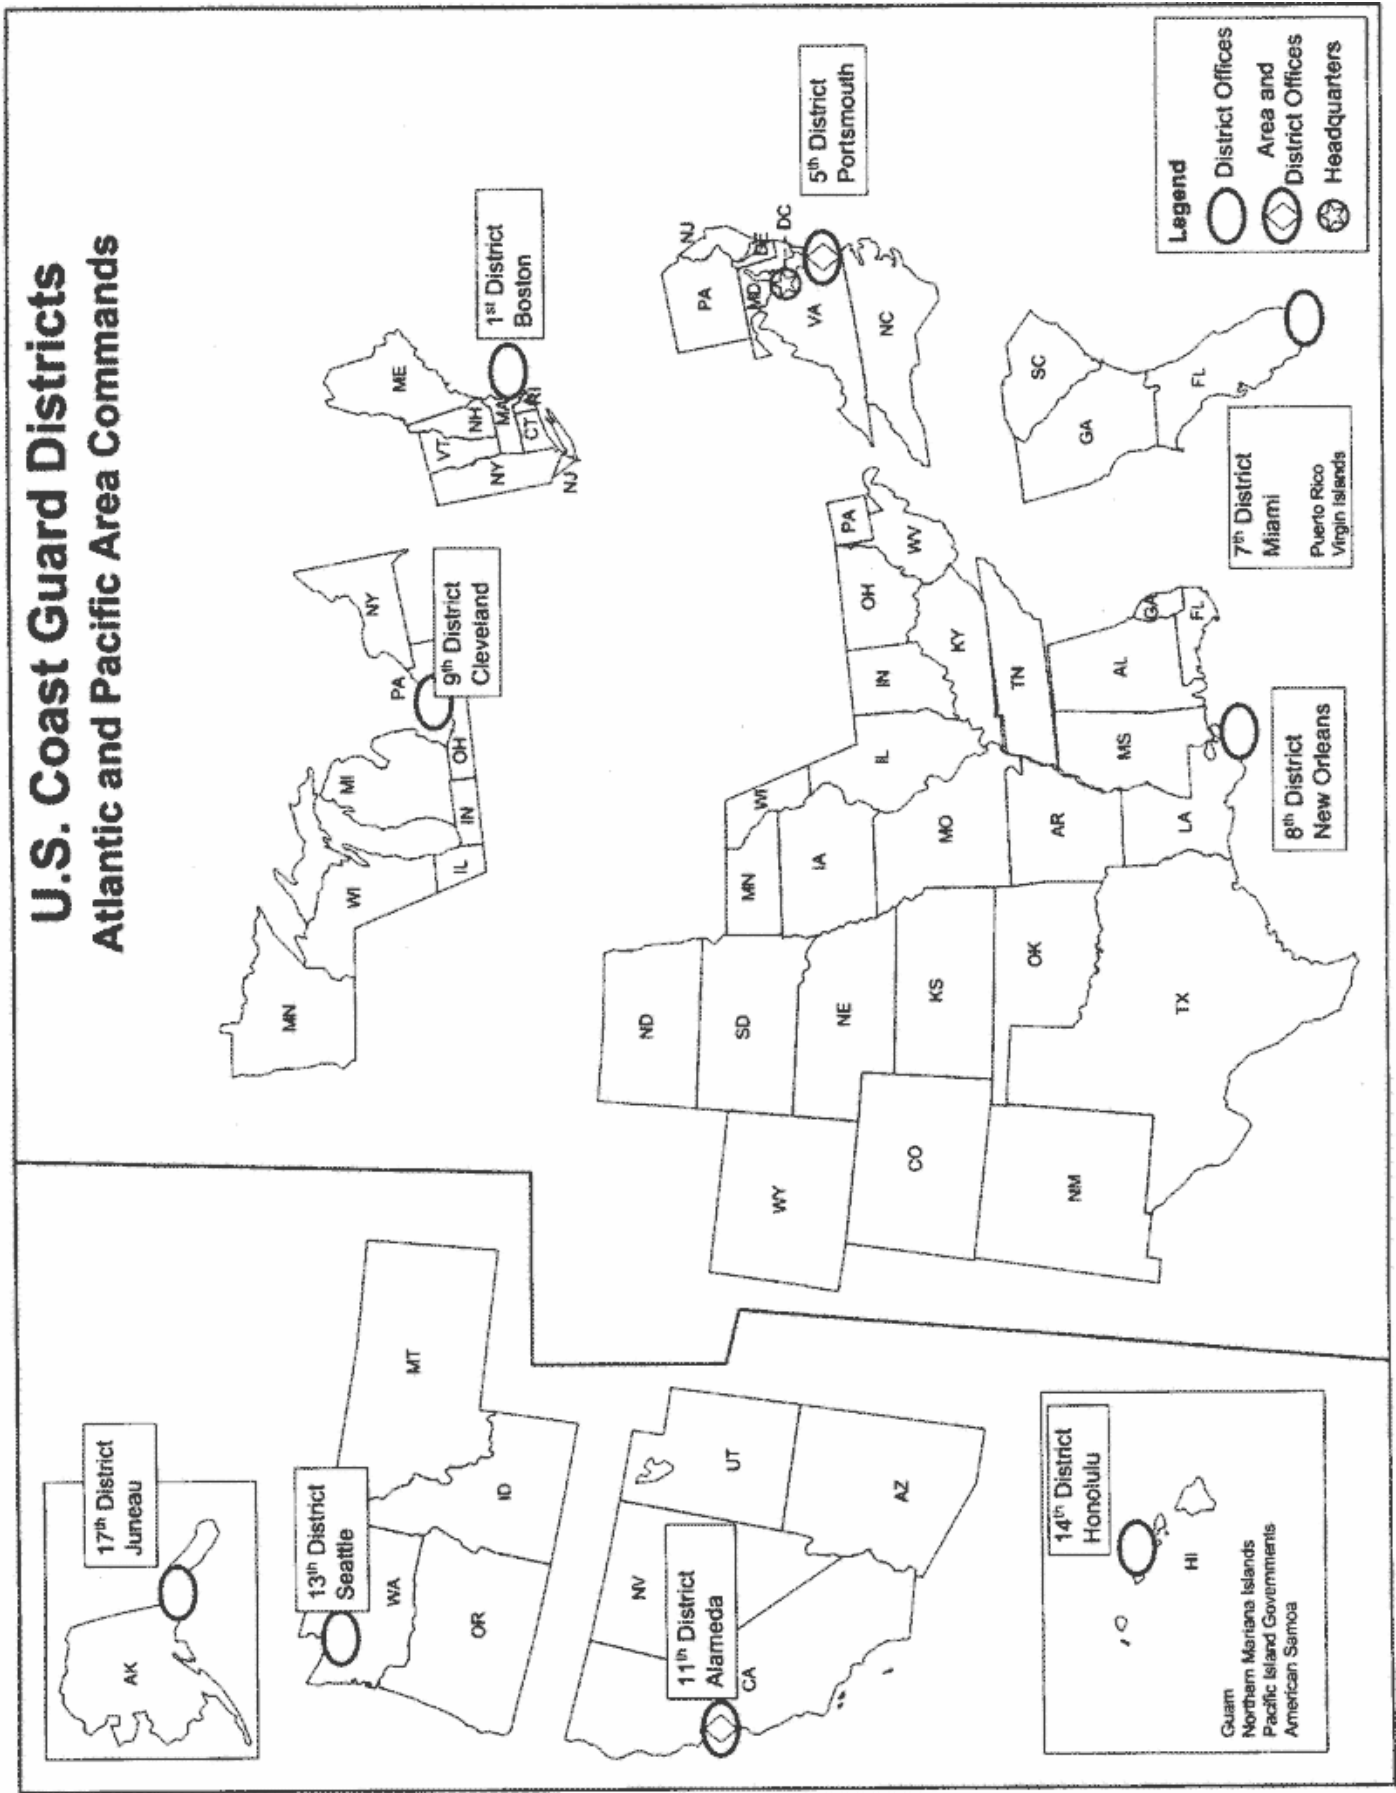 U.S. Coast Guard Districts
Atlantic and Pacific Area Commands
17th District
Juneau
AK
13th District
Seattle
WA
OR
ID
MT
11th District
Alameda
CA
NV
UT
AZ
14th District
Honolulu
HI
Guam
Northern Mariana Islands
Pacific Island Governments
American Samoa
9th District
Cleveland
MN
WI
IL
IN
MI
OH
PA
NY
1st District
Boston
ME
NH
VT
MA
RI
CT
NY
NJ
5th District
Portsmouth
PA
NJ
MD
DE
DC
VA
NC
7th District
Miami
Puerto Rico
Virgin Islands
SC
GA
FL
8th District
New Orleans
ND
SD
NE
KS
OK
TX
WY
CO
NM
MN
WI
IA
IL
MO
AR
LA
IN
OH
PA
WV
KY
TN
MS
AL
GA
FL
Legend
District Offices
Area and
District Offices
Headquarters